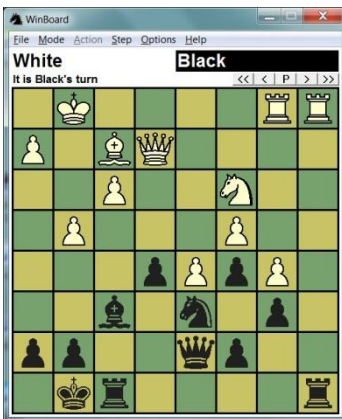 WinBoard
File Mode Action Step Options Help
White Black
It is Black's turn << < P > >>